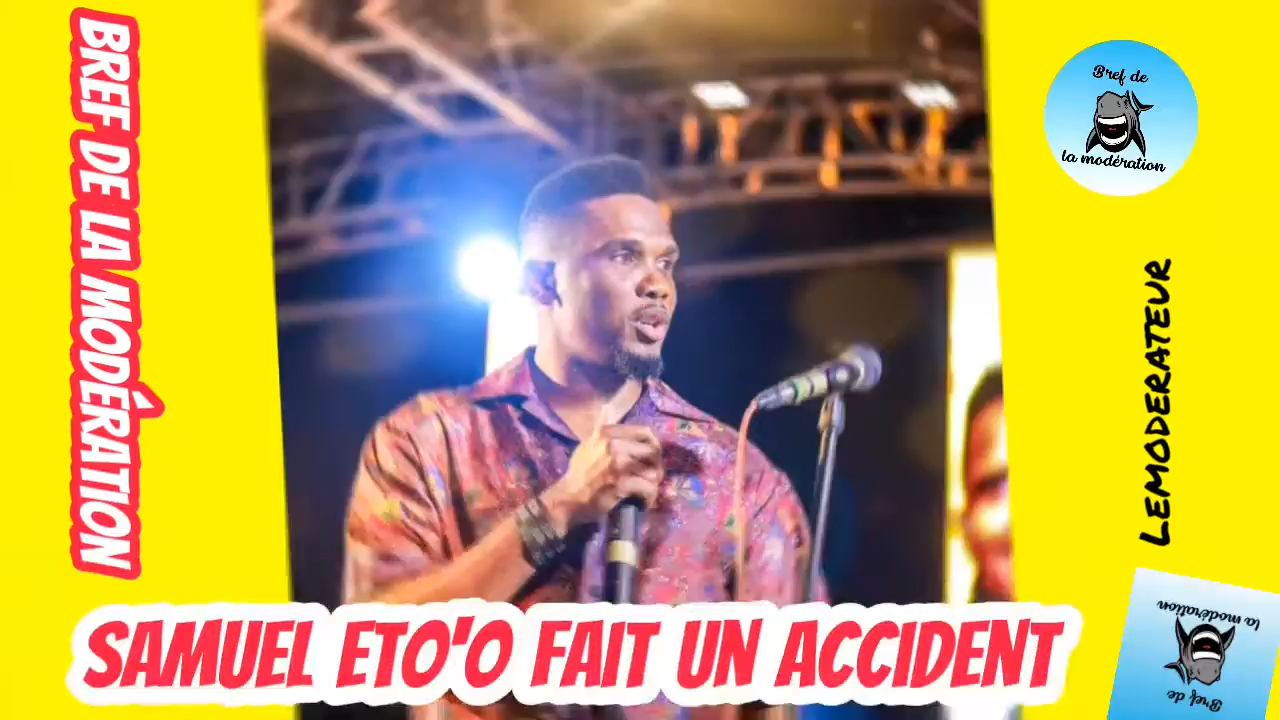 BREF DE LA MODÉRATION
Bref de
la modération
LEMODERATEUR
SAMUEL ETO'O FAIT UN ACCIDENT
la modération
Bref de